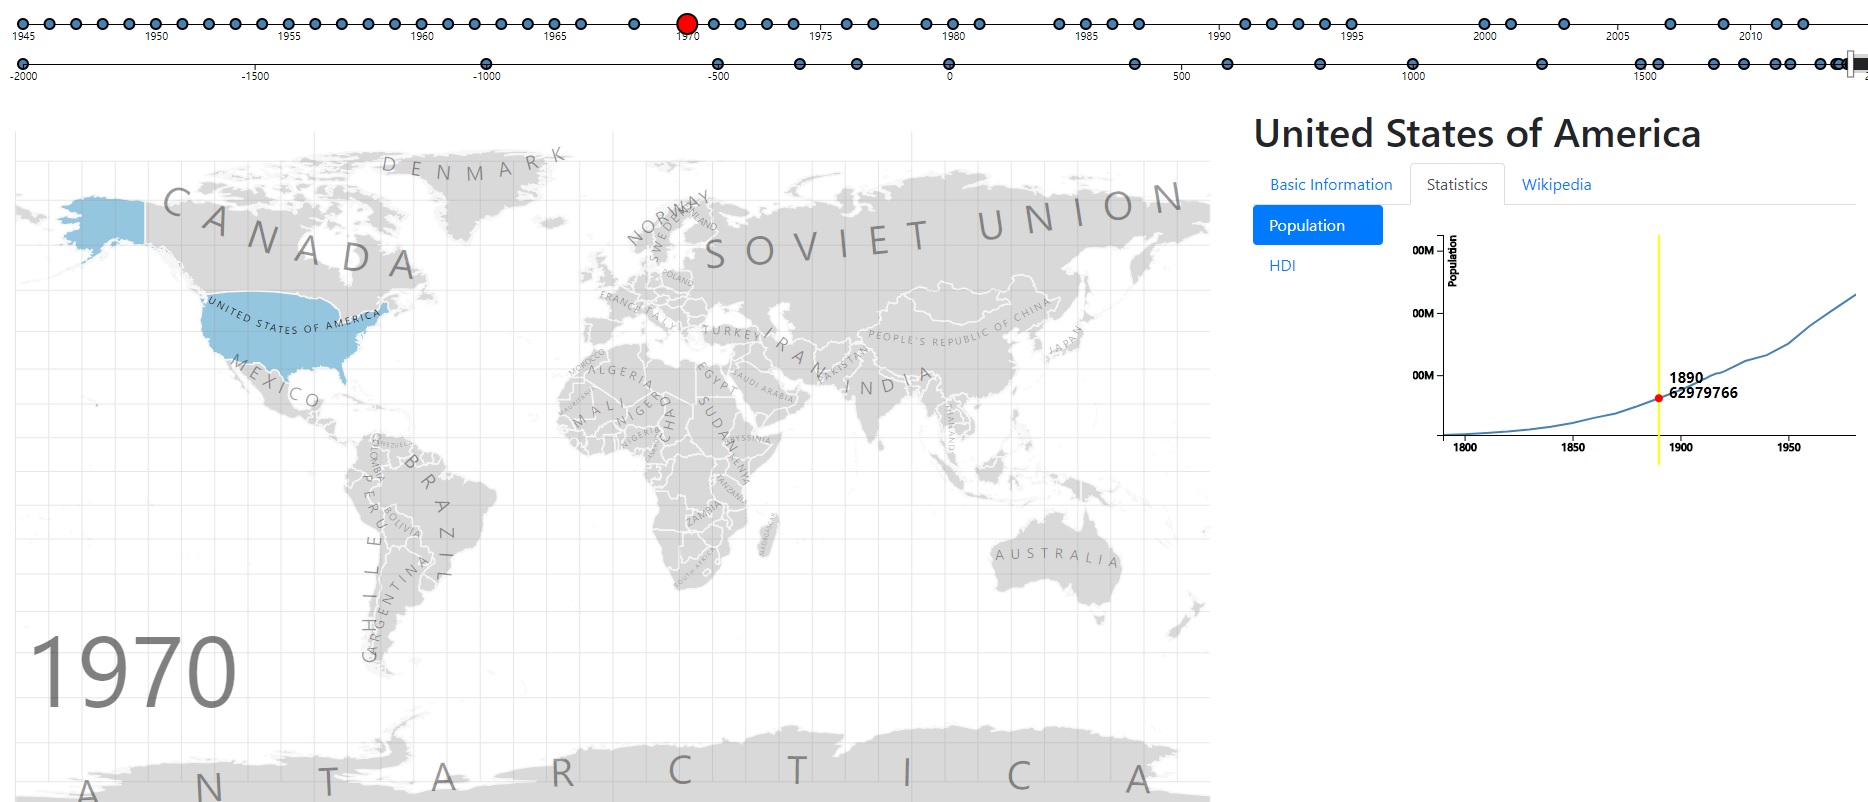 1945 1950 1955 1960 1965 1970 1975 1980 1985 1990 1995 2000 2005 2010
-2000 -1500 -1000 -500 0 500 1000 1500
United States of America
Basic Information Statistics Wikipedia
Population
HDI
Population
00M
00M
00M
1890
62979766
1800 1850 1900 1950
DENMARK
CANADA
NORWAY
SOVIET UNION
POLAND
UNITED STATES OF AMERICA
FRANCE
ITALY
TURKEY
IRAN
PEOPLE'S REPUBLIC OF CHINA
JAPAN
MEXICO
MOROCCO
ALGERIA
EGYPT
SAUDI ARABIA
PAKISTAN
INDIA
MALI
NIGER
CHAD
SUDAN
NIGERIA
THAILAND
KENYA
COLOMBIA
BRAZIL
PERU
TANZANIA
BOLIVIA
ZAMBIA
CHILE
ARGENTINA
SOUTH AFRICA
MADAGASCAR
AUSTRALIA
1970
ANTARCTICA